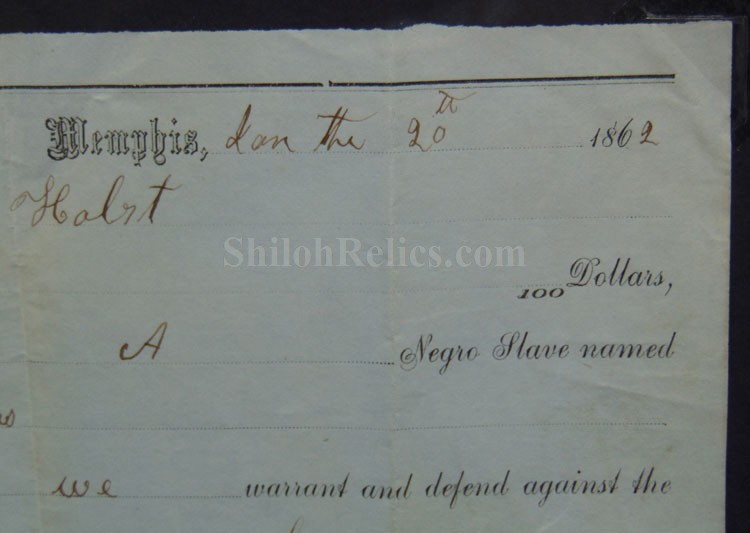 Memphis, Jan the 20th 1862
Holst
ShilohRelics.com
100 Dollars,
A Negro Slave named
we warrant and defend against the